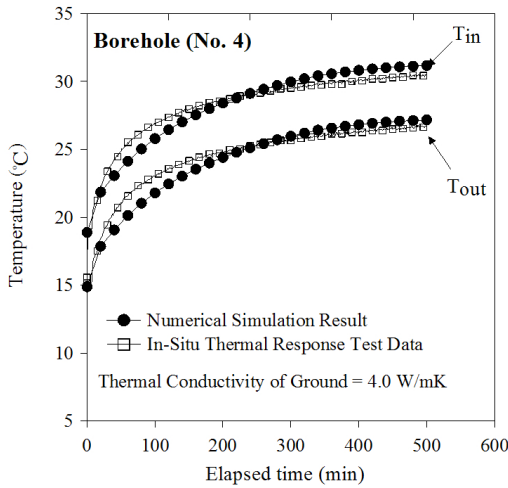 35
30
25
20
15
10
5
0
100
200
300
400
500
600
Temperature (°C)
Elapsed time (min)
Borehole (No. 4)
Tin
Tout
Numerical Simulation Result
In-Situ Thermal Response Test Data
Thermal Conductivity of Ground = 4.0 W/mK